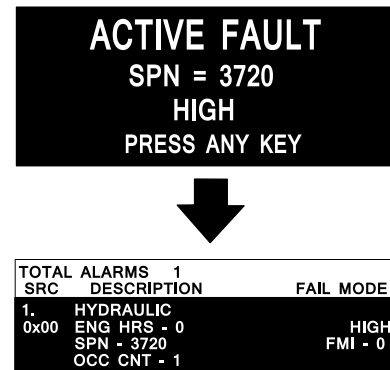 ACTIVE FAULT
SPN = 3720
HIGH
PRESS ANY KEY
TOTAL ALARMS 1
SRC DESCRIPTION FAIL MODE
1. HYDRAULIC
0x00 ENG HRS - 0 HIGH
SPN - 3720 FMI - 0
OCC CNT - 1